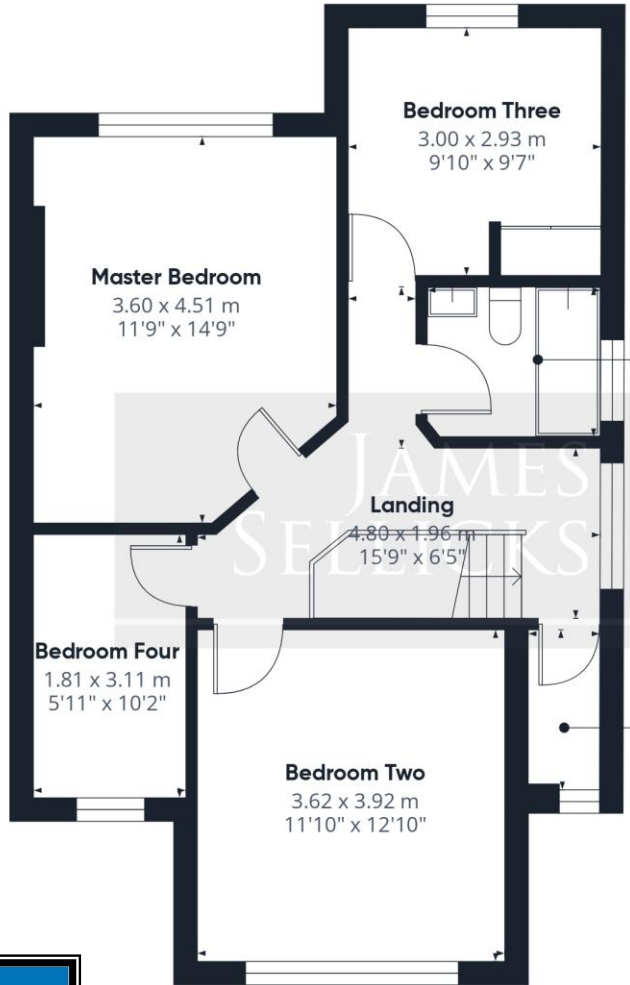 Bedroom Three
3.00 x 2.93 m
9'10" x 9'7"
Master Bedroom
3.60 x 4.51 m
11'9" x 14'9"
JAMES
SELLICKS
Landing
4.80 x 1.96 m
15'9" x 6'5"
Bedroom Four
1.81 x 3.11 m
5'11" x 10'2"
Bedroom Two
3.62 x 3.92 m
11'10" x 12'10"